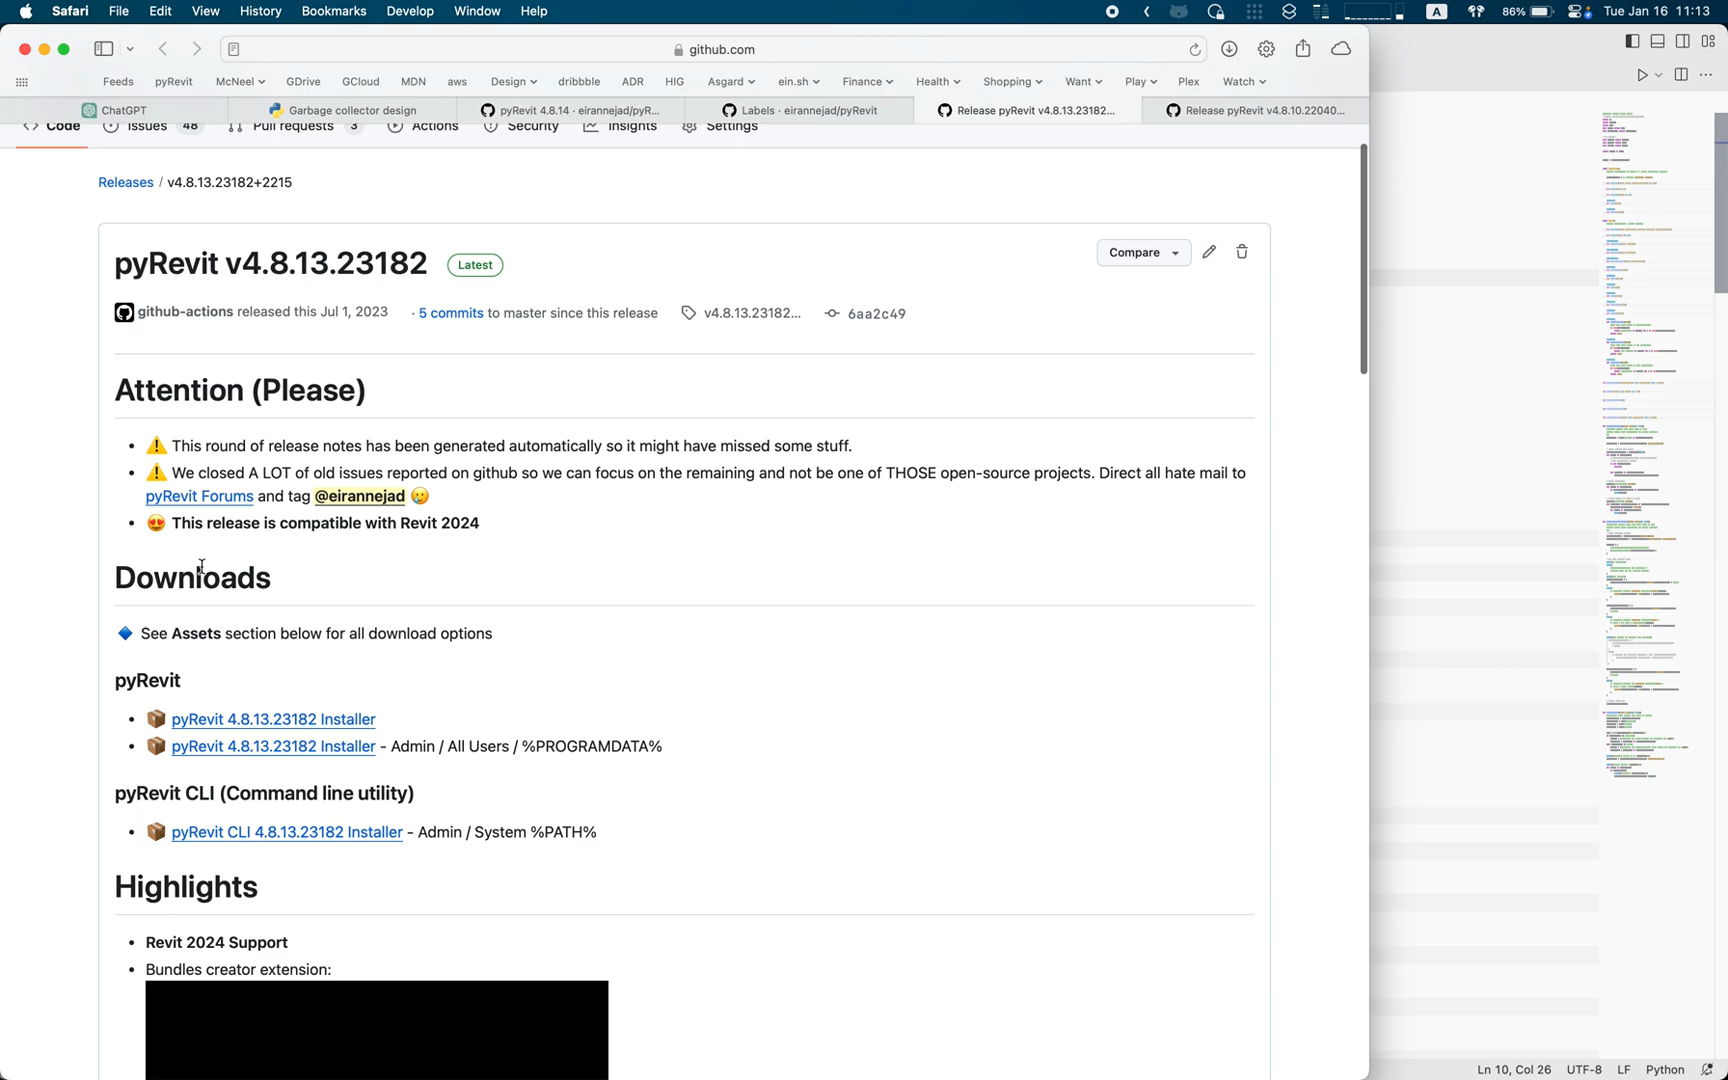 Safari File Edit View History Bookmarks Develop Window Help
A 86% Tue Jan 16 11:13
github.com
Feeds pyRevit McNeel GDrive GCloud MDN aws Design dribbble ADR HIG Asgard ein.sh Finance Health Shopping Want Play Plex Watch
ChatGPT Garbage collector design pyRevit 4.8.14 · eirannejad/pyR... Labels · eirannejad/pyRevit Release pyRevit v4.8.13.23182... Release pyRevit v4.8.10.22040...
Code Issues 48 Pull requests 3 Actions Security Insights Settings
Releases / v4.8.13.23182+2215
pyRevit v4.8.13.23182 Latest Compare
github-actions released this Jul 1, 2023 · 5 commits to master since this release v4.8.13.23182... 6aa2c49
Attention (Please)
• ⚠️ This round of release notes has been generated automatically so it might have missed some stuff.
• ⚠️ We closed A LOT of old issues reported on github so we can focus on the remaining and not be one of THOSE open-source projects. Direct all hate mail to
pyRevit Forums and tag @eirannejad 🥲
• 😍 This release is compatible with Revit 2024
Downloads
🔷 See Assets section below for all download options
pyRevit
• 📦 pyRevit 4.8.13.23182 Installer
• 📦 pyRevit 4.8.13.23182 Installer - Admin / All Users / %PROGRAMDATA%
pyRevit CLI (Command line utility)
• 📦 pyRevit CLI 4.8.13.23182 Installer - Admin / System %PATH%
Highlights
• Revit 2024 Support
• Bundles creator extension:
Ln 10, Col 26 UTF-8 LF Python